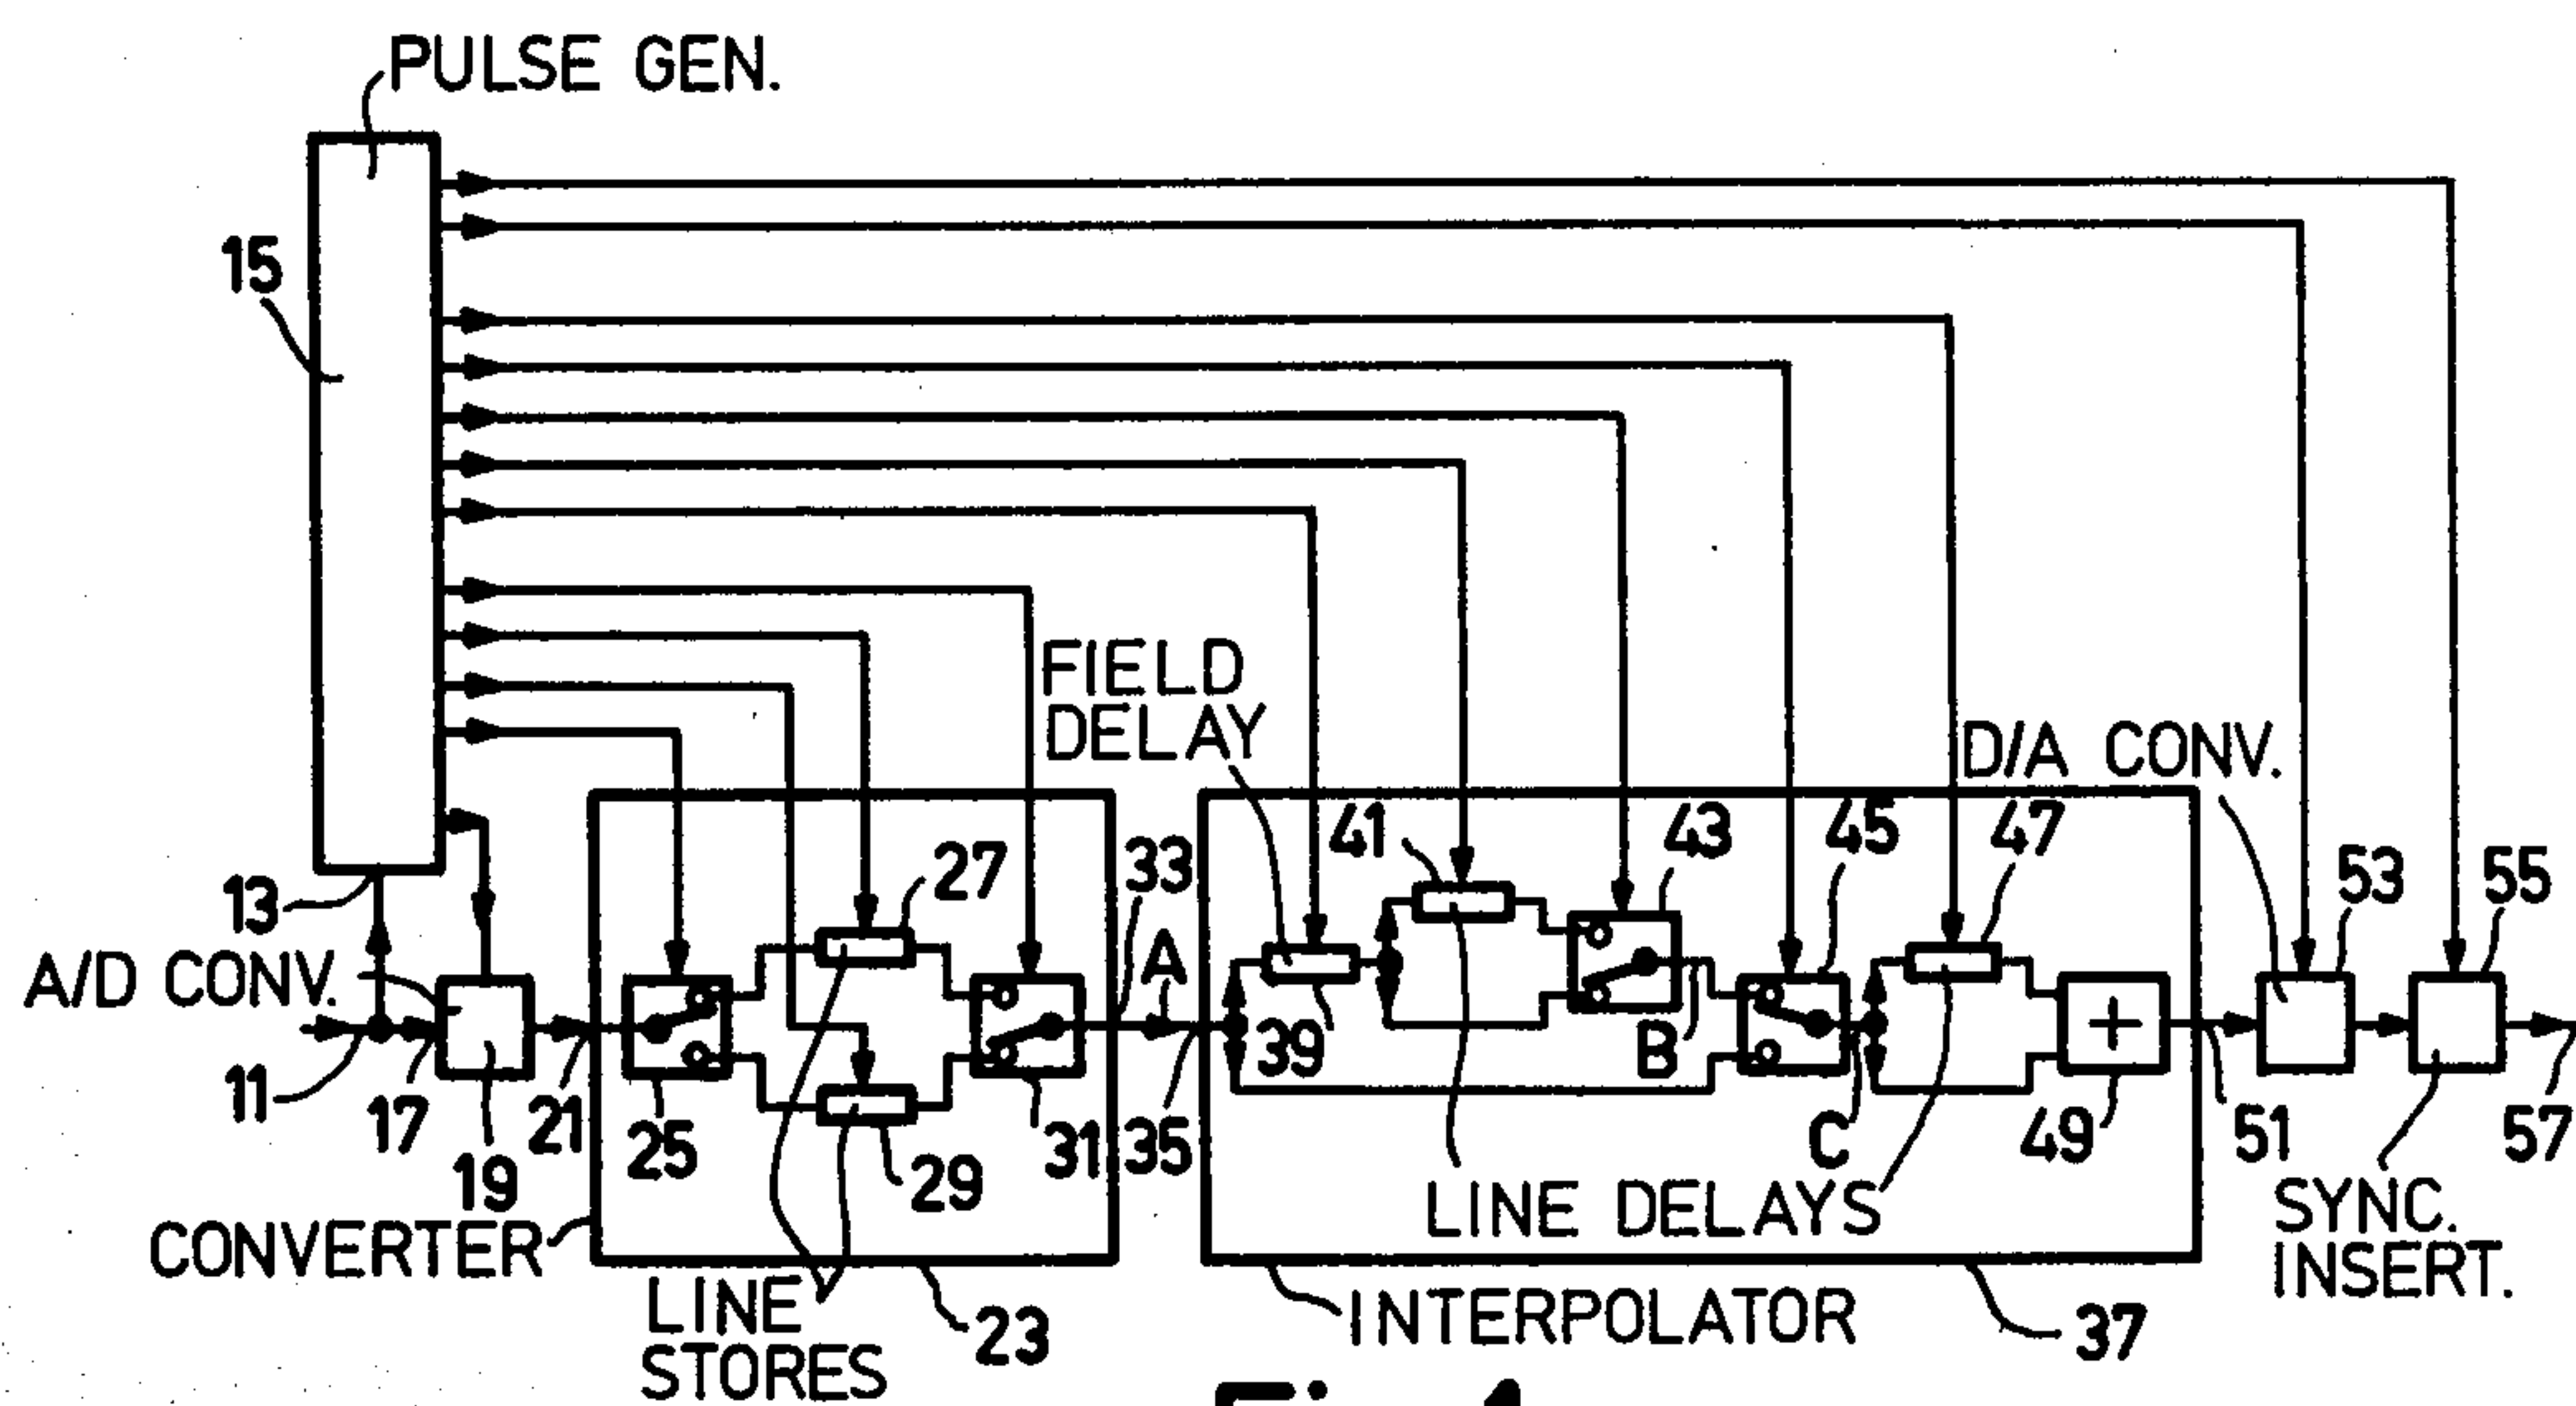 PULSE GEN.
15
FIELD
DELAY
D/A CONV.
41
43
45
47
27
33
53
55
13
A/D CONV.
A
39
B
11
17
21
25
31
35
C
49
51
57
19
29
LINE DELAYS
SYNC.
INSERT.
CONVERTER
LINE
STORES
23
INTERPOLATOR
37